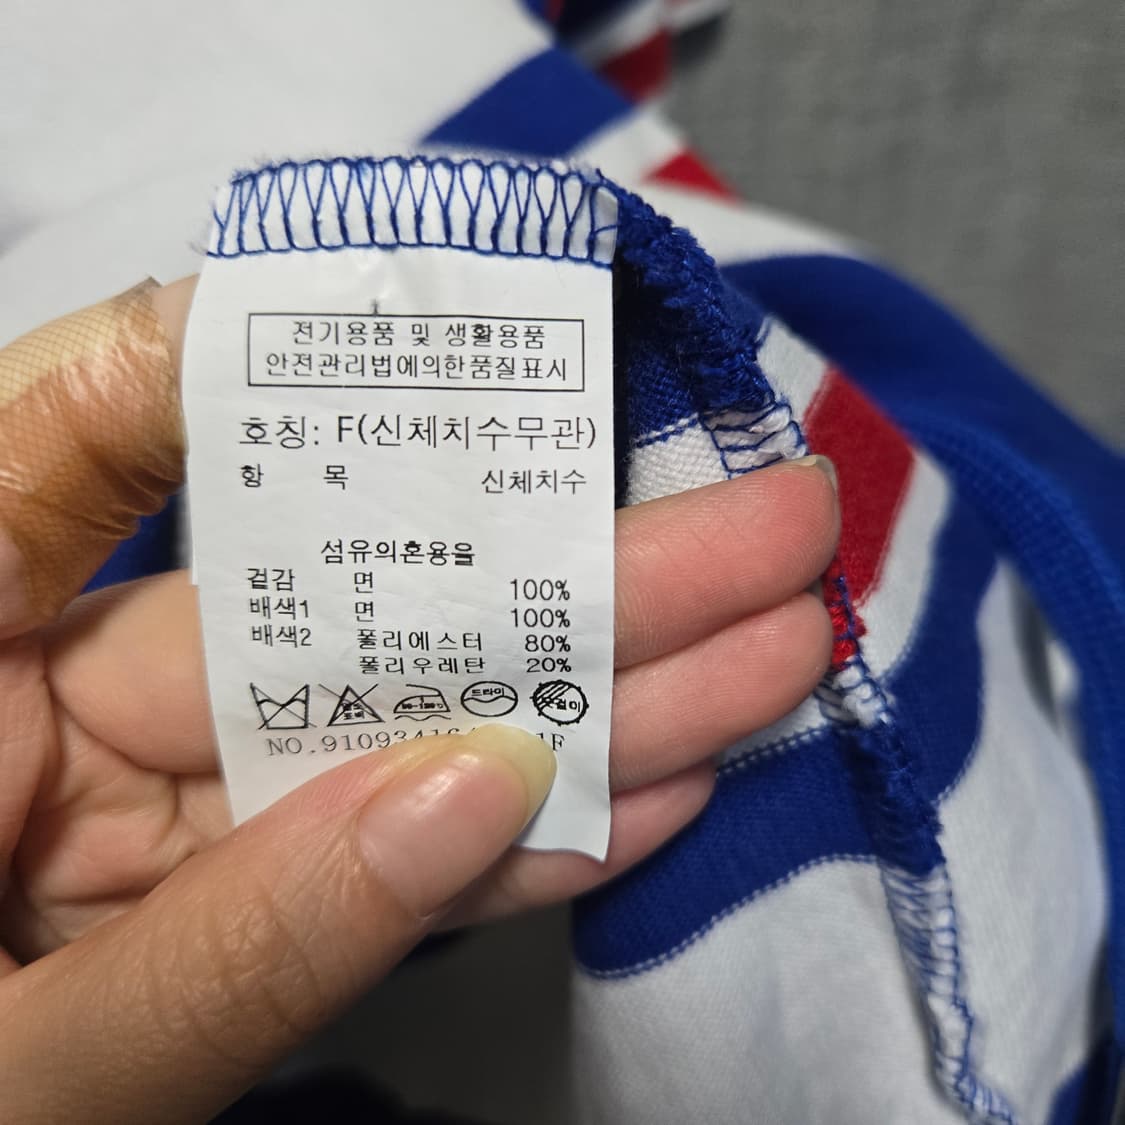 전기용품 및 생활용품
안전관리법에의한품질표시
호칭: F(신체치수무관)
항 목 신체치수
섬유의혼용율
겉감 면 100%
배색1 면 100%
배색2 폴리에스터 80%
폴리우레탄 20%
드라이
NO.9109341 1F